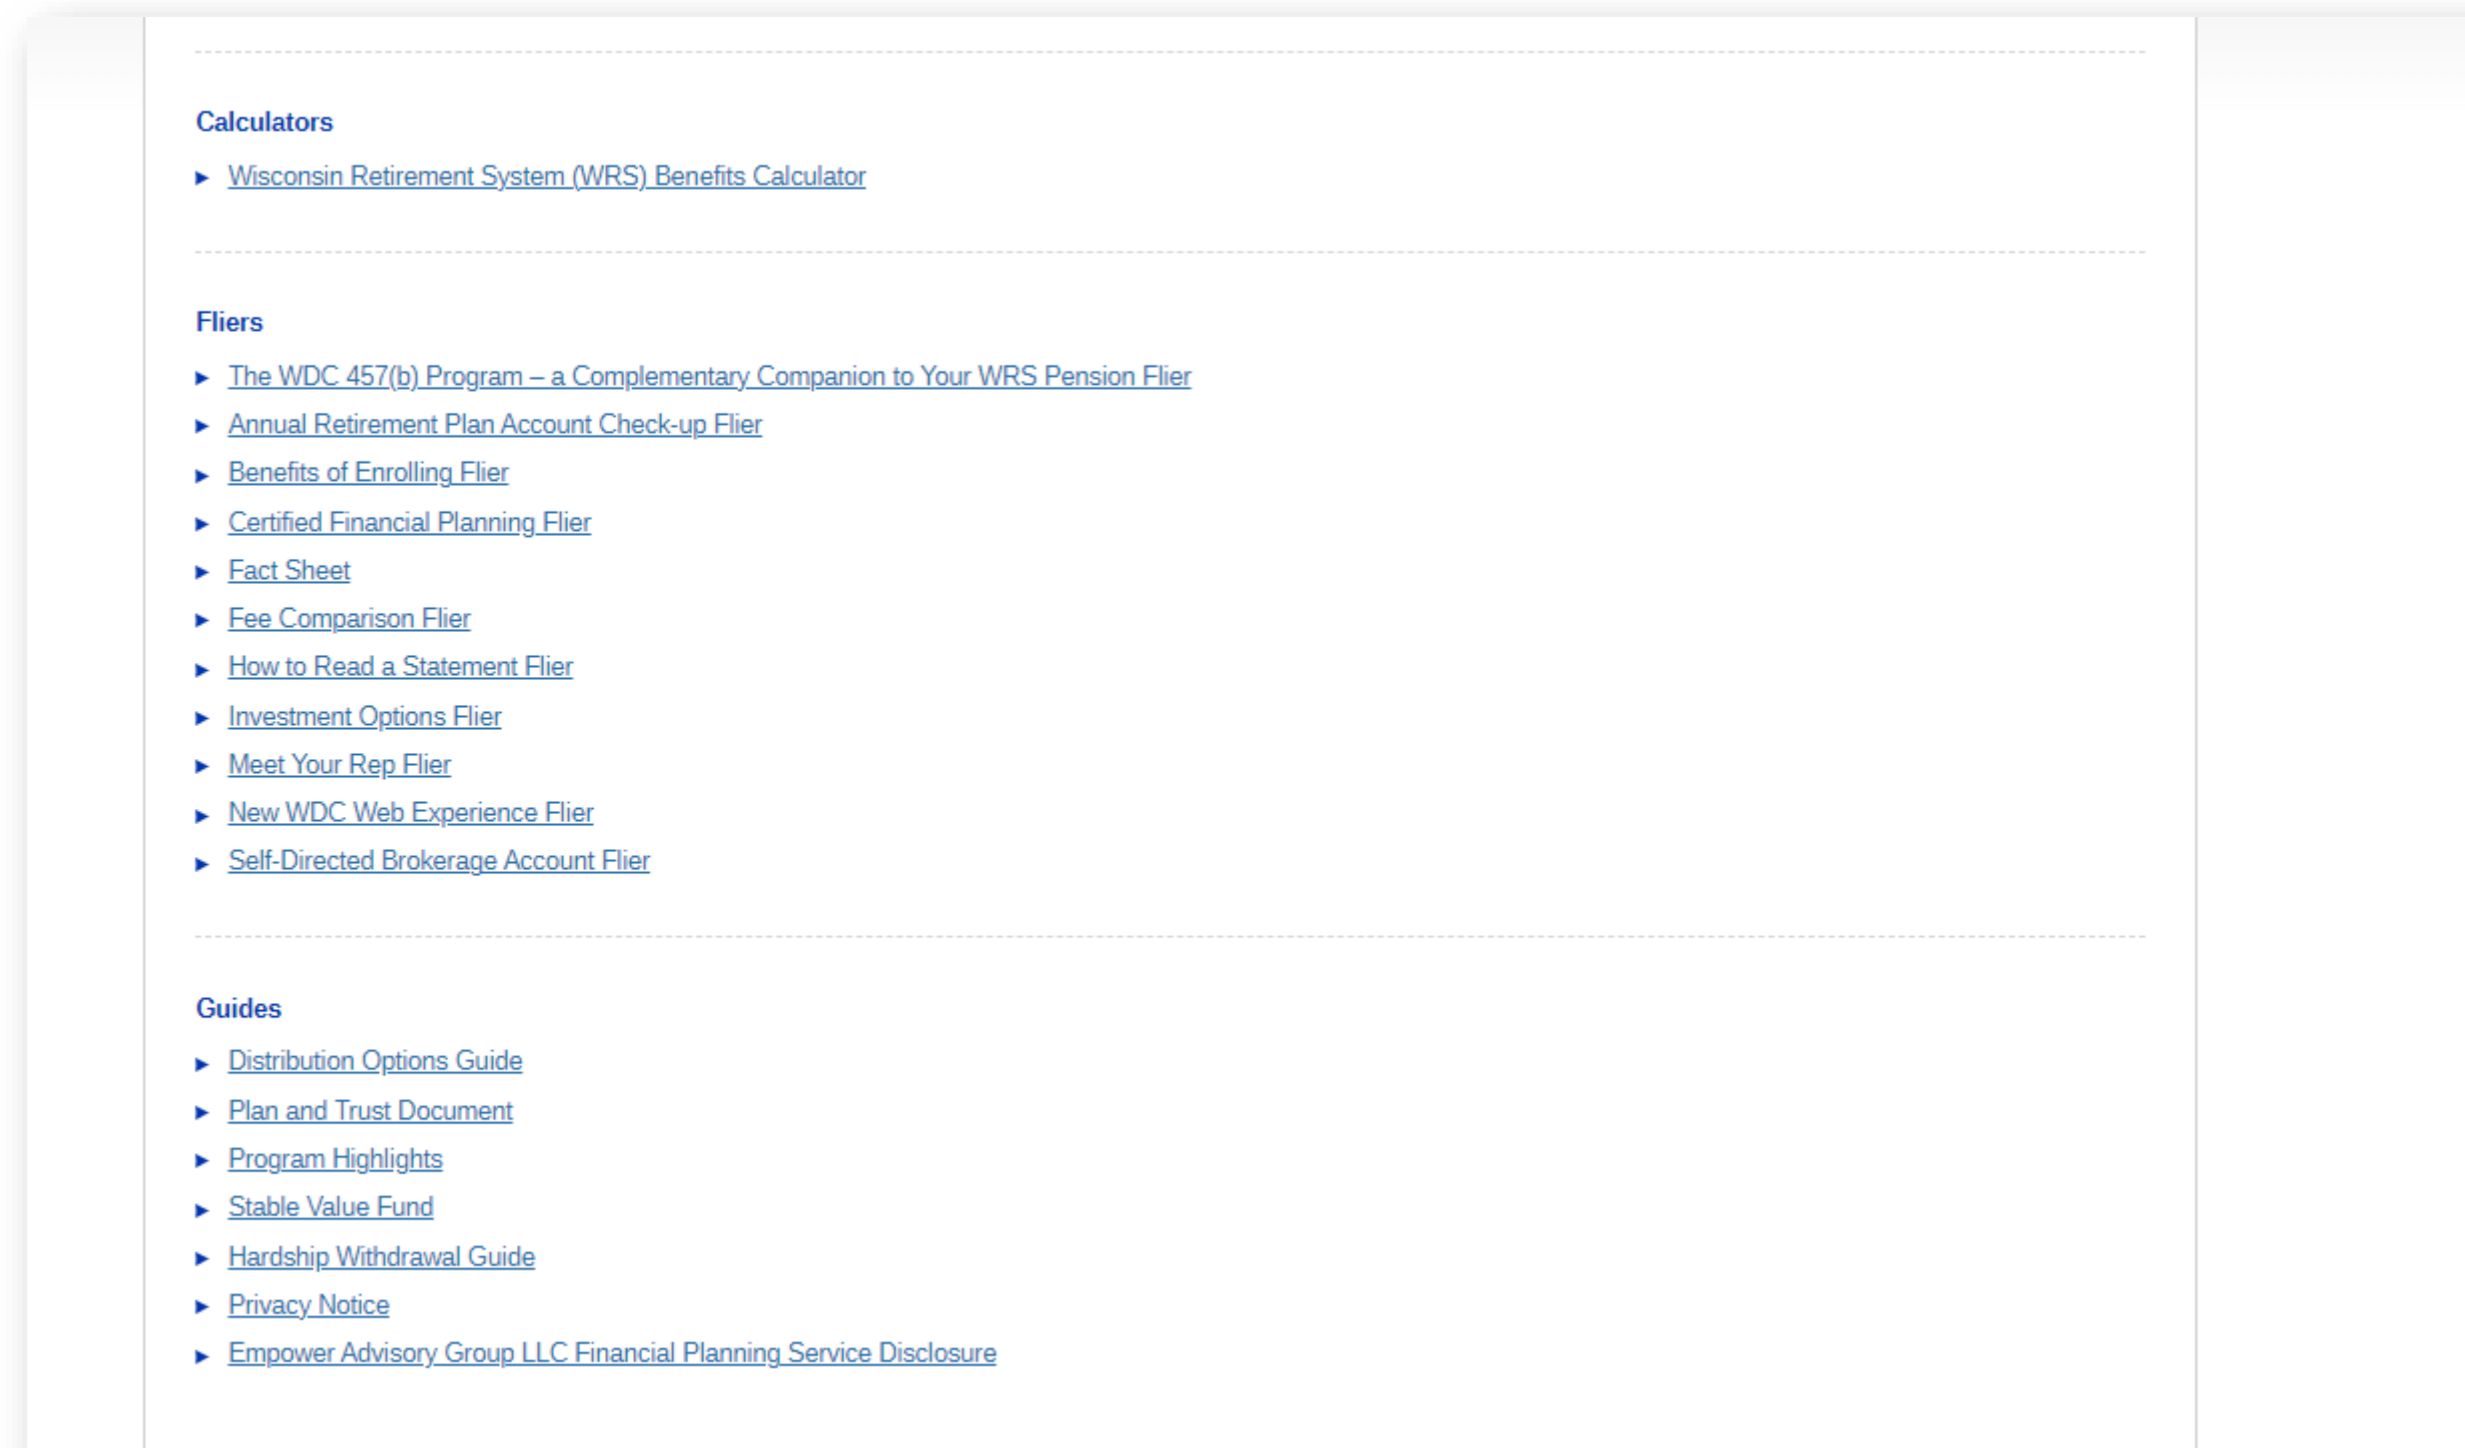 Calculators
Wisconsin Retirement System (WRS) Benefits Calculator
Fliers
The WDC 457(b) Program – a Complementary Companion to Your WRS Pension Flier
Annual Retirement Plan Account Check-up Flier
Benefits of Enrolling Flier
Certified Financial Planning Flier
Fact Sheet
Fee Comparison Flier
How to Read a Statement Flier
Investment Options Flier
Meet Your Rep Flier
New WDC Web Experience Flier
Self-Directed Brokerage Account Flier
Guides
Distribution Options Guide
Plan and Trust Document
Program Highlights
Stable Value Fund
Hardship Withdrawal Guide
Privacy Notice
Empower Advisory Group LLC Financial Planning Service Disclosure